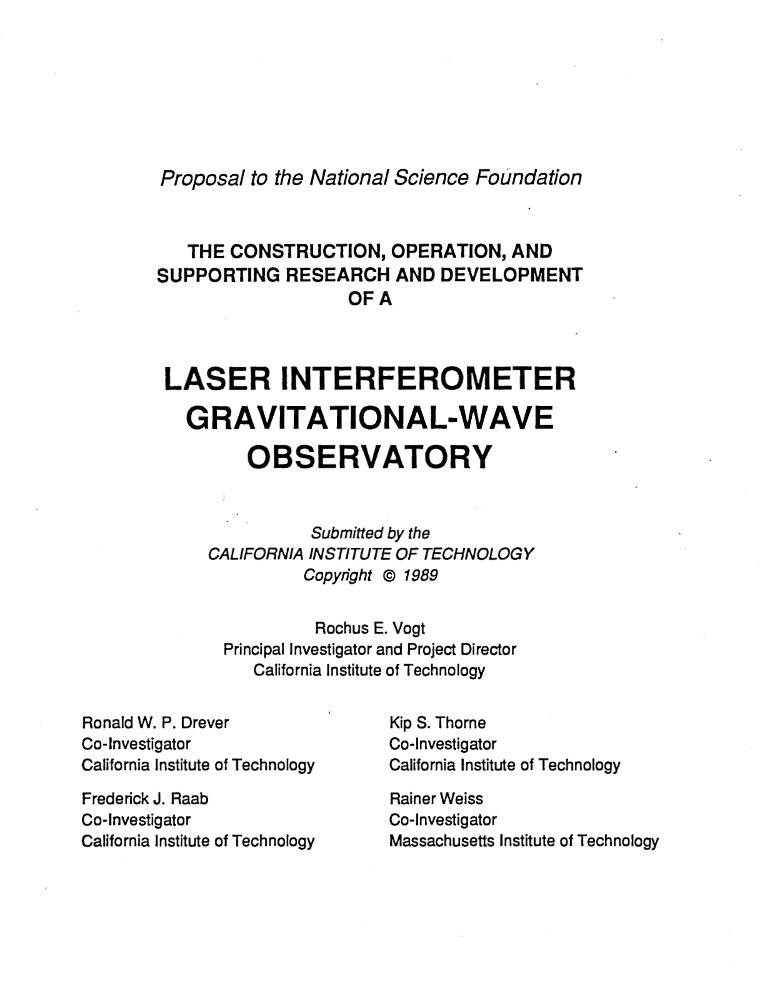 Proposal to the National Science Foundation
THE CONSTRUCTION, OPERATION, AND
SUPPORTING RESEARCH AND DEVELOPMENT
OF A
LASER INTERFEROMETER
GRAVITATIONAL-WAVE
OBSERVATORY
Submitted by the
CALIFORNIA INSTITUTE OF TECHNOLOGY
Copyright © 1989
Rochus E. Vogt
Principal Investigator and Project Director
California Institute of Technology
Ronald W. P. Drever
Co-Investigator
California Institute of Technology
Kip S. Thorne
Co-Investigator
California Institute of Technology
Frederick J. Raab
Co-Investigator
California Institute of Technology
Rainer Weiss
Co-Investigator
Massachusetts Institute of Technology